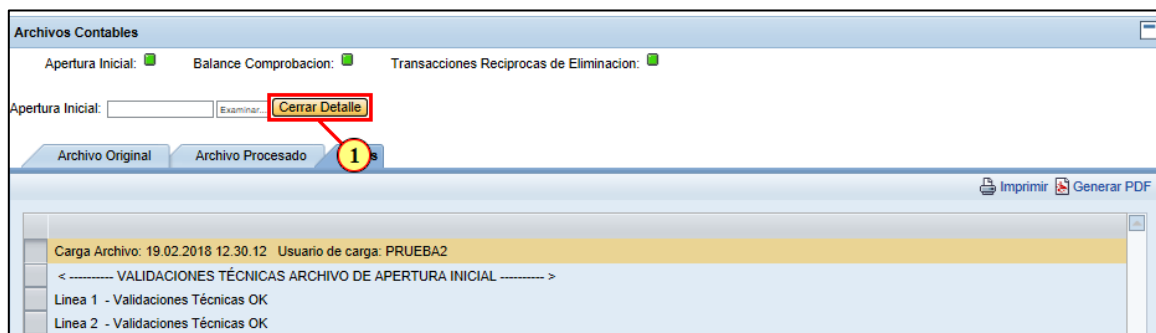 Archivos Contables
Apertura Inicial: Balance Comprobacion: Transacciones Reciprocas de Eliminacion:
Apertura Inicial: Examinar... Cerrar Detalle
Archivo Original Archivo Procesado 1 s
Imprimir Generar PDF
Carga Archivo: 19.02.2018 12.30.12 Usuario de carga: PRUEBA2
< ---------- VALIDACIONES TÉCNICAS ARCHIVO DE APERTURA INICIAL ---------- >
Linea 1 - Validaciones Técnicas OK
Linea 2 - Validaciones Técnicas OK